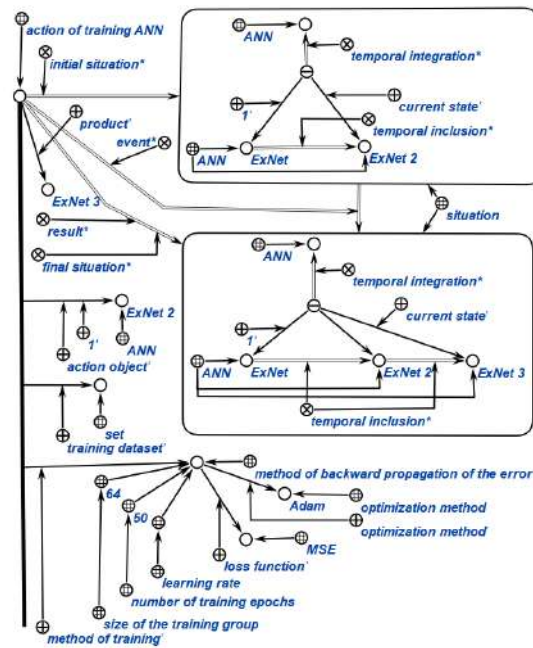 action of training ANN
initial situation*
ANN
temporal integration*
product'
1'
current state'
event*
temporal inclusion*
ANN
ExNet
ExNet 2
ExNet 3
result*
situation
final situation*
ANN
temporal integration*
1'
current state'
ExNet 2
1'
ANN
action object'
ANN
ExNet
ExNet 2
ExNet 3
temporal inclusion*
set
training dataset'
method of backward propagation of the error
64
Adam
optimization method
50
optimization method'
MSE
loss function'
learning rate
number of training epochs
size of the training group
method of training'